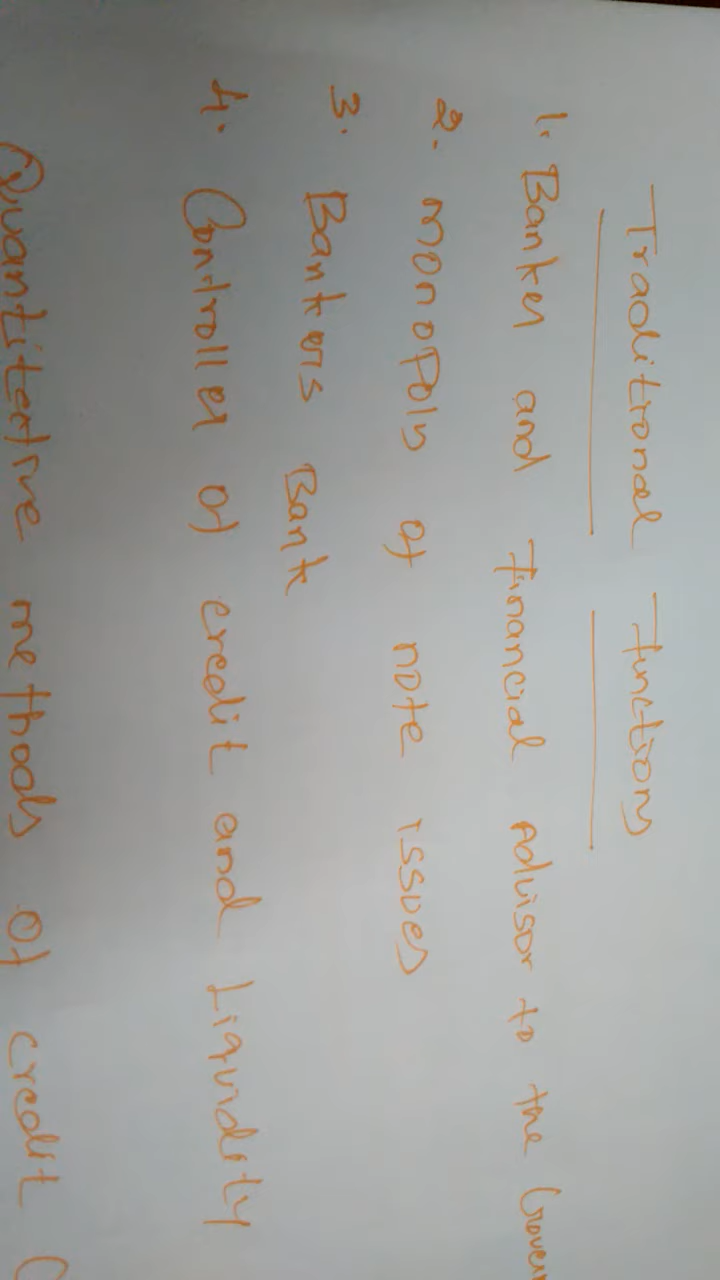 Traditional Functions
1. Banker and Financial Advisor to the Govern
2. monopoly of note issues
3. Bankers Bank
4. Controller of credit and Liquidity
Quantitative methods of credit (